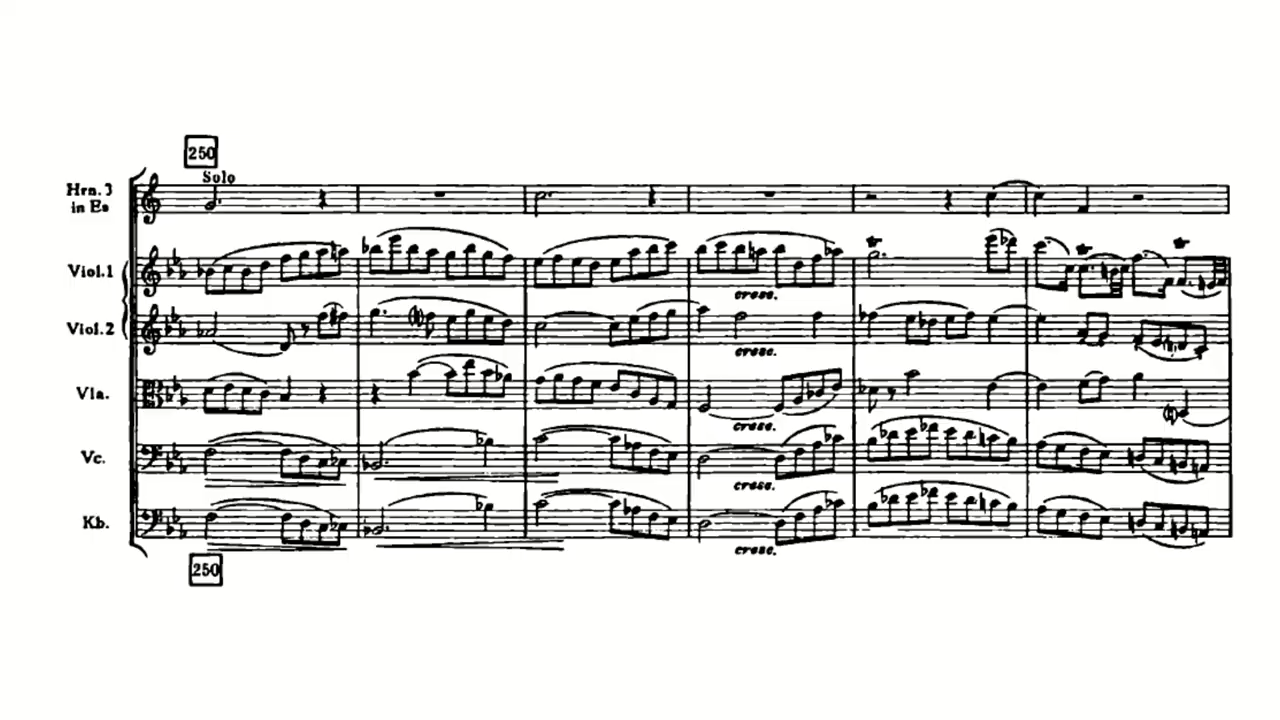 250
Solo
Hrn. 3
in Es
Viol. 1
cresc.
Viol. 2
cresc.
Vla.
cresc.
Vc.
cresc.
Kb.
cresc.
250